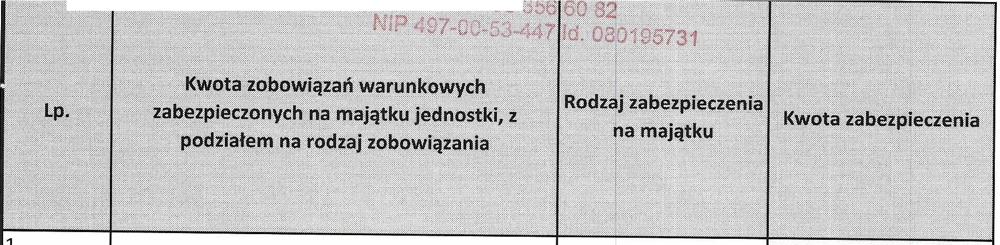 356 60 82
NIP 497-00-53-447 Id. 080195731
Lp.
Kwota zobowiązań warunkowych
zabezpieczonych na majątku jednostki, z
podziałem na rodzaj zobowiązania
Rodzaj zabezpieczenia
na majątku
Kwota zabezpieczenia
1